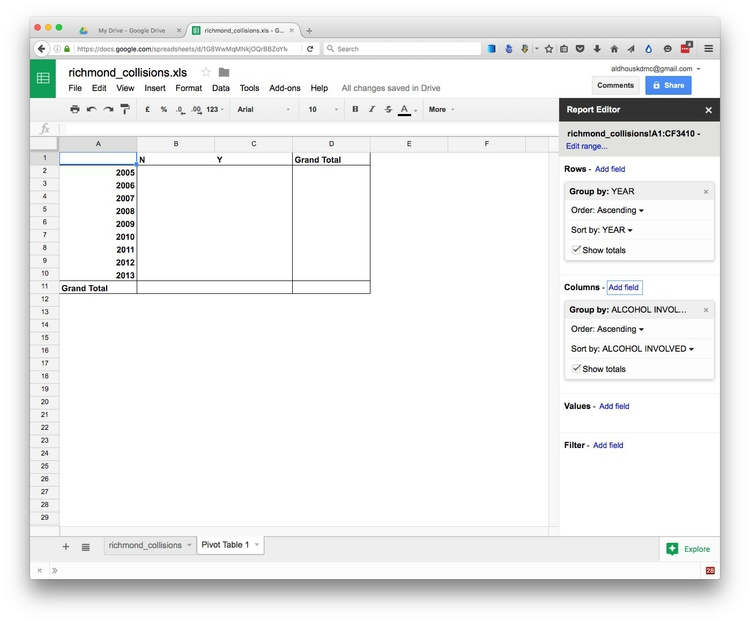 My Drive - Google Drive
richmond_collisions.xls - G...
https://docs.google.com/spreadsheets/d/1G8WwMqMNkjOQrBBZoYM
Search
4
richmond_collisions.xls
aldhouskdmc@gmail.com
File Edit View Insert Format Data Tools Add-ons Help All changes saved in Drive
Comments Share
£ % .0 .00 123 Arial 10 B I S A More
Report Editor
fx
richmond_collisions!A1:CF3410 -
Edit range...
A B C D E F
1 N Y Grand Total
2 2005
3 2006
4 2007
5 2008
6 2009
7 2010
8 2011
9 2012
10 2013
11 Grand Total
12
13
14
15
16
17
18
19
20
21
22
23
24
25
26
27
28
29
Rows - Add field
Group by: YEAR
Order: Ascending
Sort by: YEAR
Show totals
Columns - Add field
Group by: ALCOHOL INVOL...
Order: Ascending
Sort by: ALCOHOL INVOLVED
Show totals
Values - Add field
Filter - Add field
richmond_collisions Pivot Table 1
Explore
28